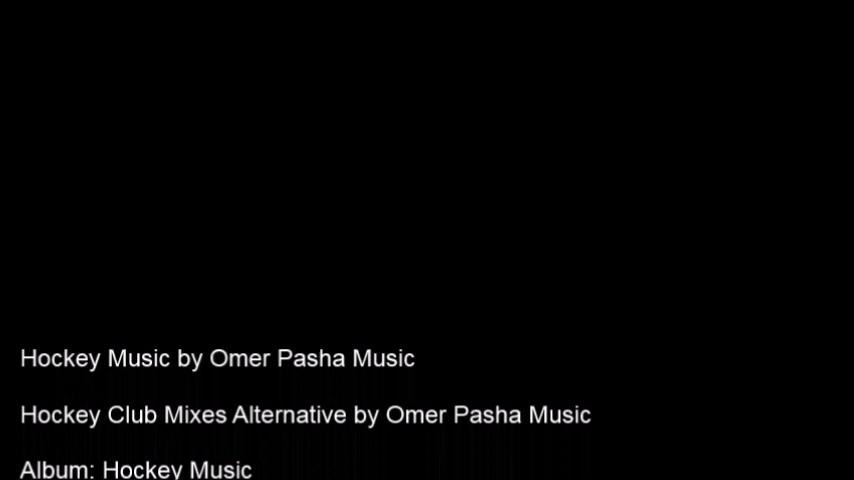 Hockey Music by Omer Pasha Music
Hockey Club Mixes Alternative by Omer Pasha Music
Album: Hockey Music